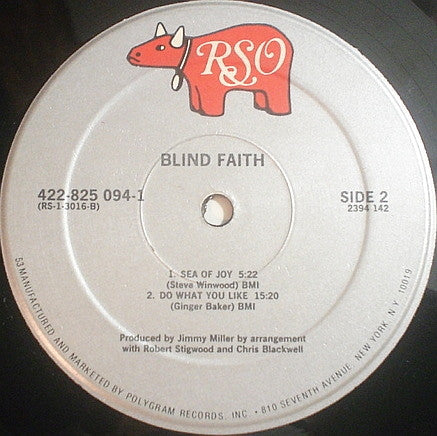 RSO
BLIND FAITH
422-825 094-1
(RS-1-3016-B)
SIDE 2
2394 142
1. SEA OF JOY 5:22
(Steve Winwood) BMI
2. DO WHAT YOU LIKE 15:20
(Ginger Baker) BMI
Produced by Jimmy Miller by arrangement
with Robert Stigwood and Chris Blackwell
53 MANUFACTURED AND MARKETED BY POLYGRAM RECORDS, INC. • 810 SEVENTH AVENUE, NEW YORK, N.Y. 10019